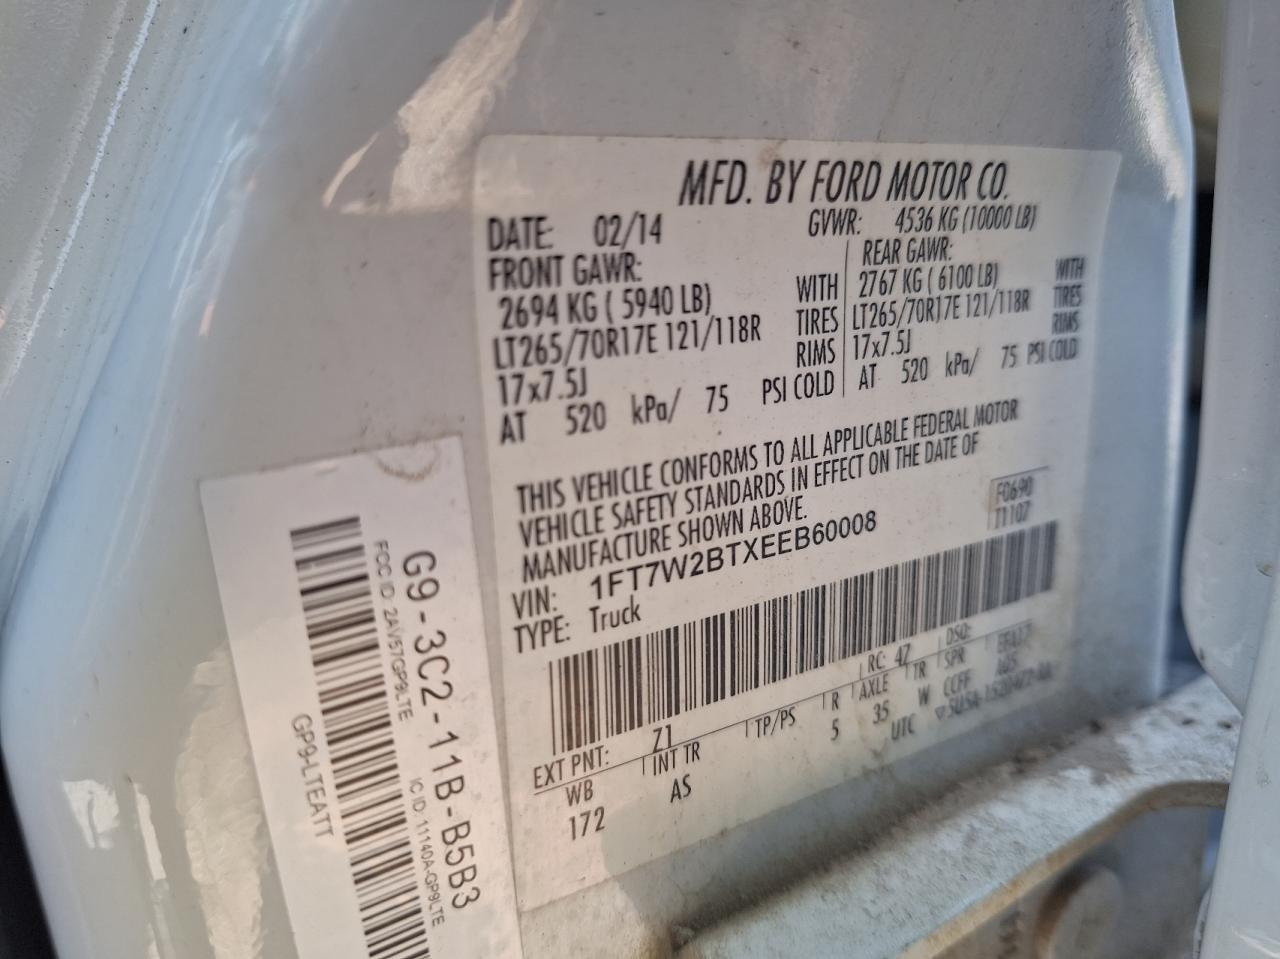 MFD. BY FORD MOTOR CO.
DATE: 02/14 GVWR: 4536 KG (10000 LB)
FRONT GAWR: REAR GAWR:
2694 KG ( 5940 LB) WITH 2767 KG ( 6100 LB) WITH
LT265/70R17E 121/118R TIRES LT265/70R17E 121/118R TIRES
17x7.5J RIMS 17x7.5J RIMS
AT 520 kPa/ 75 PSI COLD AT 520 kPa/ 75 PSI COLD
THIS VEHICLE CONFORMS TO ALL APPLICABLE FEDERAL MOTOR
VEHICLE SAFETY STANDARDS IN EFFECT ON THE DATE OF
MANUFACTURE SHOWN ABOVE.
F0690
T1107
VIN: 1FT7W2BTXEEB60008
TYPE: Truck
EXT PNT: Z1 RC: 47 DSO:
WB INT TR TP/PS R AXLE TR SPR
172 AS 5 35 W CCFF
UTC
G9-3C2-11B-B5B3
FCC ID: 2AV57GP9LTE IC ID: 11140A-GP9LTE
GP9-LTEATT